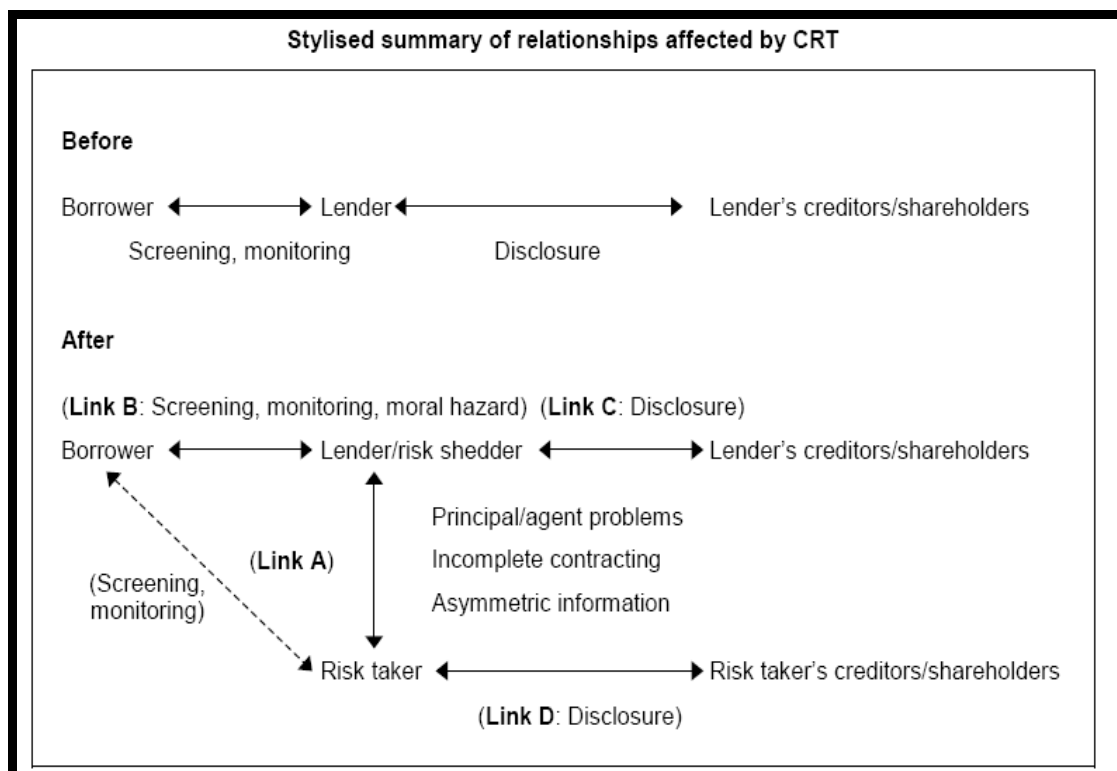 Stylised summary of relationships affected by CRT
Before
Borrower Lender Lender's creditors/shareholders
Screening, monitoring Disclosure
After
(Link B: Screening, monitoring, moral hazard) (Link C: Disclosure)
Borrower Lender/risk shedder Lender's creditors/shareholders
Principal/agent problems
(Link A) Incomplete contracting
(Screening,
monitoring)
Asymmetric information
Risk taker Risk taker's creditors/shareholders
(Link D: Disclosure)